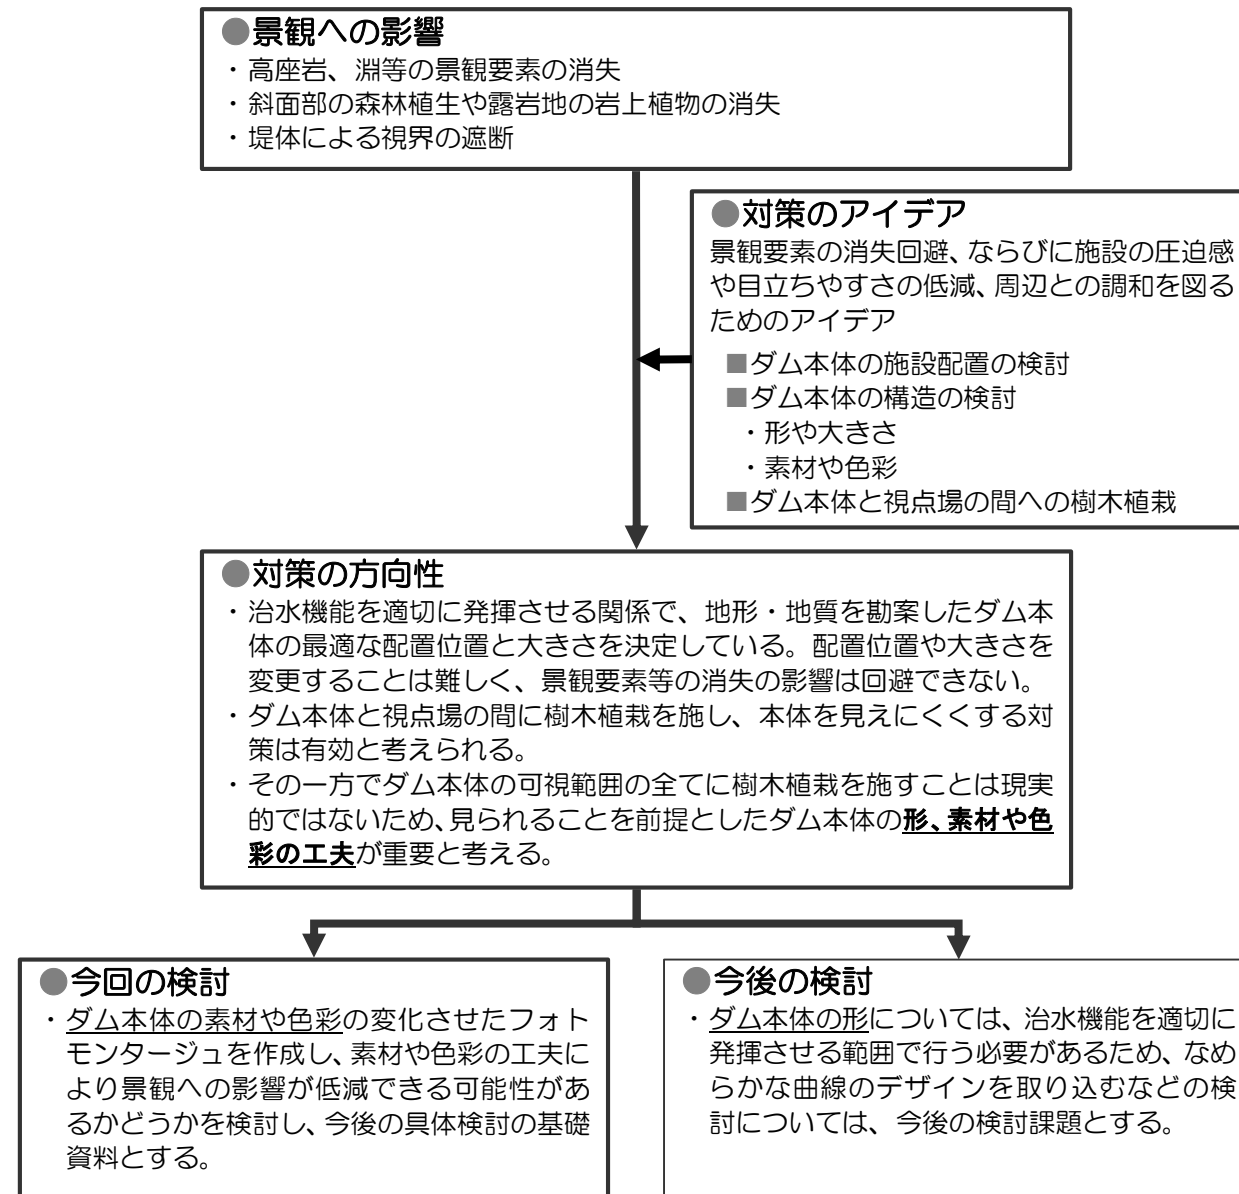 ●景観への影響
・高座岩、淵等の景観要素の消失
・斜面部の森林植生や露岩地の岩上植物の消失
・堤体による視界の遮断
●対策のアイデア
景観要素の消失回避、ならびに施設の圧迫感
や目立ちやすさの低減、周辺との調和を図る
ためのアイデア
■ダム本体の施設配置の検討
■ダム本体の構造の検討
・形や大きさ
・素材や色彩
■ダム本体と視点場の間への樹木植栽
●対策の方向性
・治水機能を適切に発揮させる関係で、地形・地質を勘案したダム本
体の最適な配置位置と大きさを決定している。配置位置や大きさを
変更することは難しく、景観要素等の消失の影響は回避できない。
・ダム本体と視点場の間に樹木植栽を施し、本体を見えにくくする対
策は有効と考えられる。
・その一方でダム本体の可視範囲の全てに樹木植栽を施すことは現実
的ではないため、見られることを前提としたダム本体の形、素材や色
彩の工夫が重要と考える。
●今回の検討
・ダム本体の素材や色彩の変化させたフォト
モンタージュを作成し、素材や色彩の工夫に
より景観への影響が低減できる可能性があ
るかどうかを検討し、今後の具体検討の基礎
資料とする。
●今後の検討
・ダム本体の形については、治水機能を適切に
発揮させる範囲で行う必要があるため、なめ
らかな曲線のデザインを取り込むなどの検
討については、今後の検討課題とする。